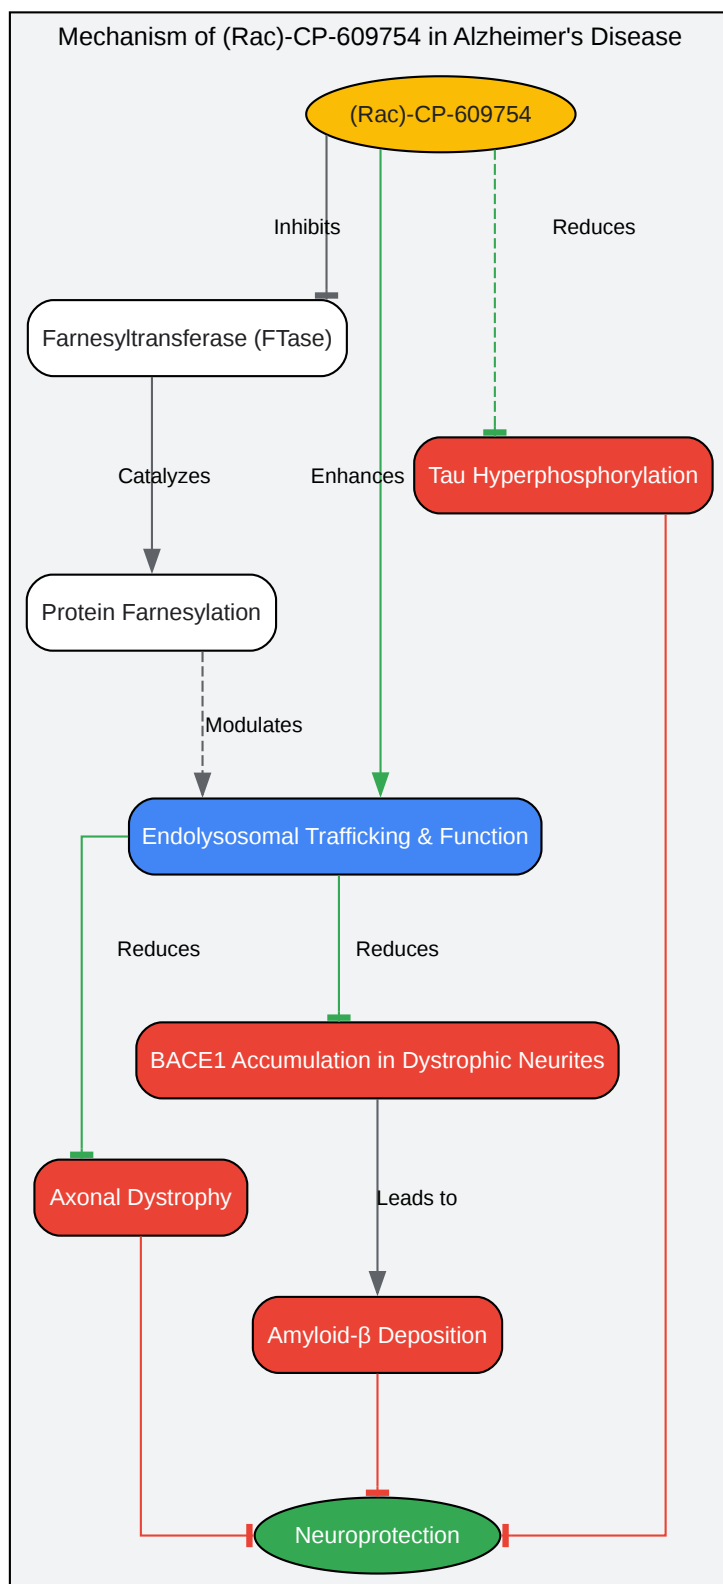 Mechanism of (Rac)-CP-609754 in Alzheimer's Disease
(Rac)-CP-609754
Inhibits
Reduces
Farnesyltransferase (FTase)
Catalyzes
Enhances
Tau Hyperphosphorylation
Protein Farnesylation
Modulates
Endolysosomal Trafficking & Function
Reduces
Reduces
BACE1 Accumulation in Dystrophic Neurites
Axonal Dystrophy
Leads to
Amyloid-β Deposition
Neuroprotection